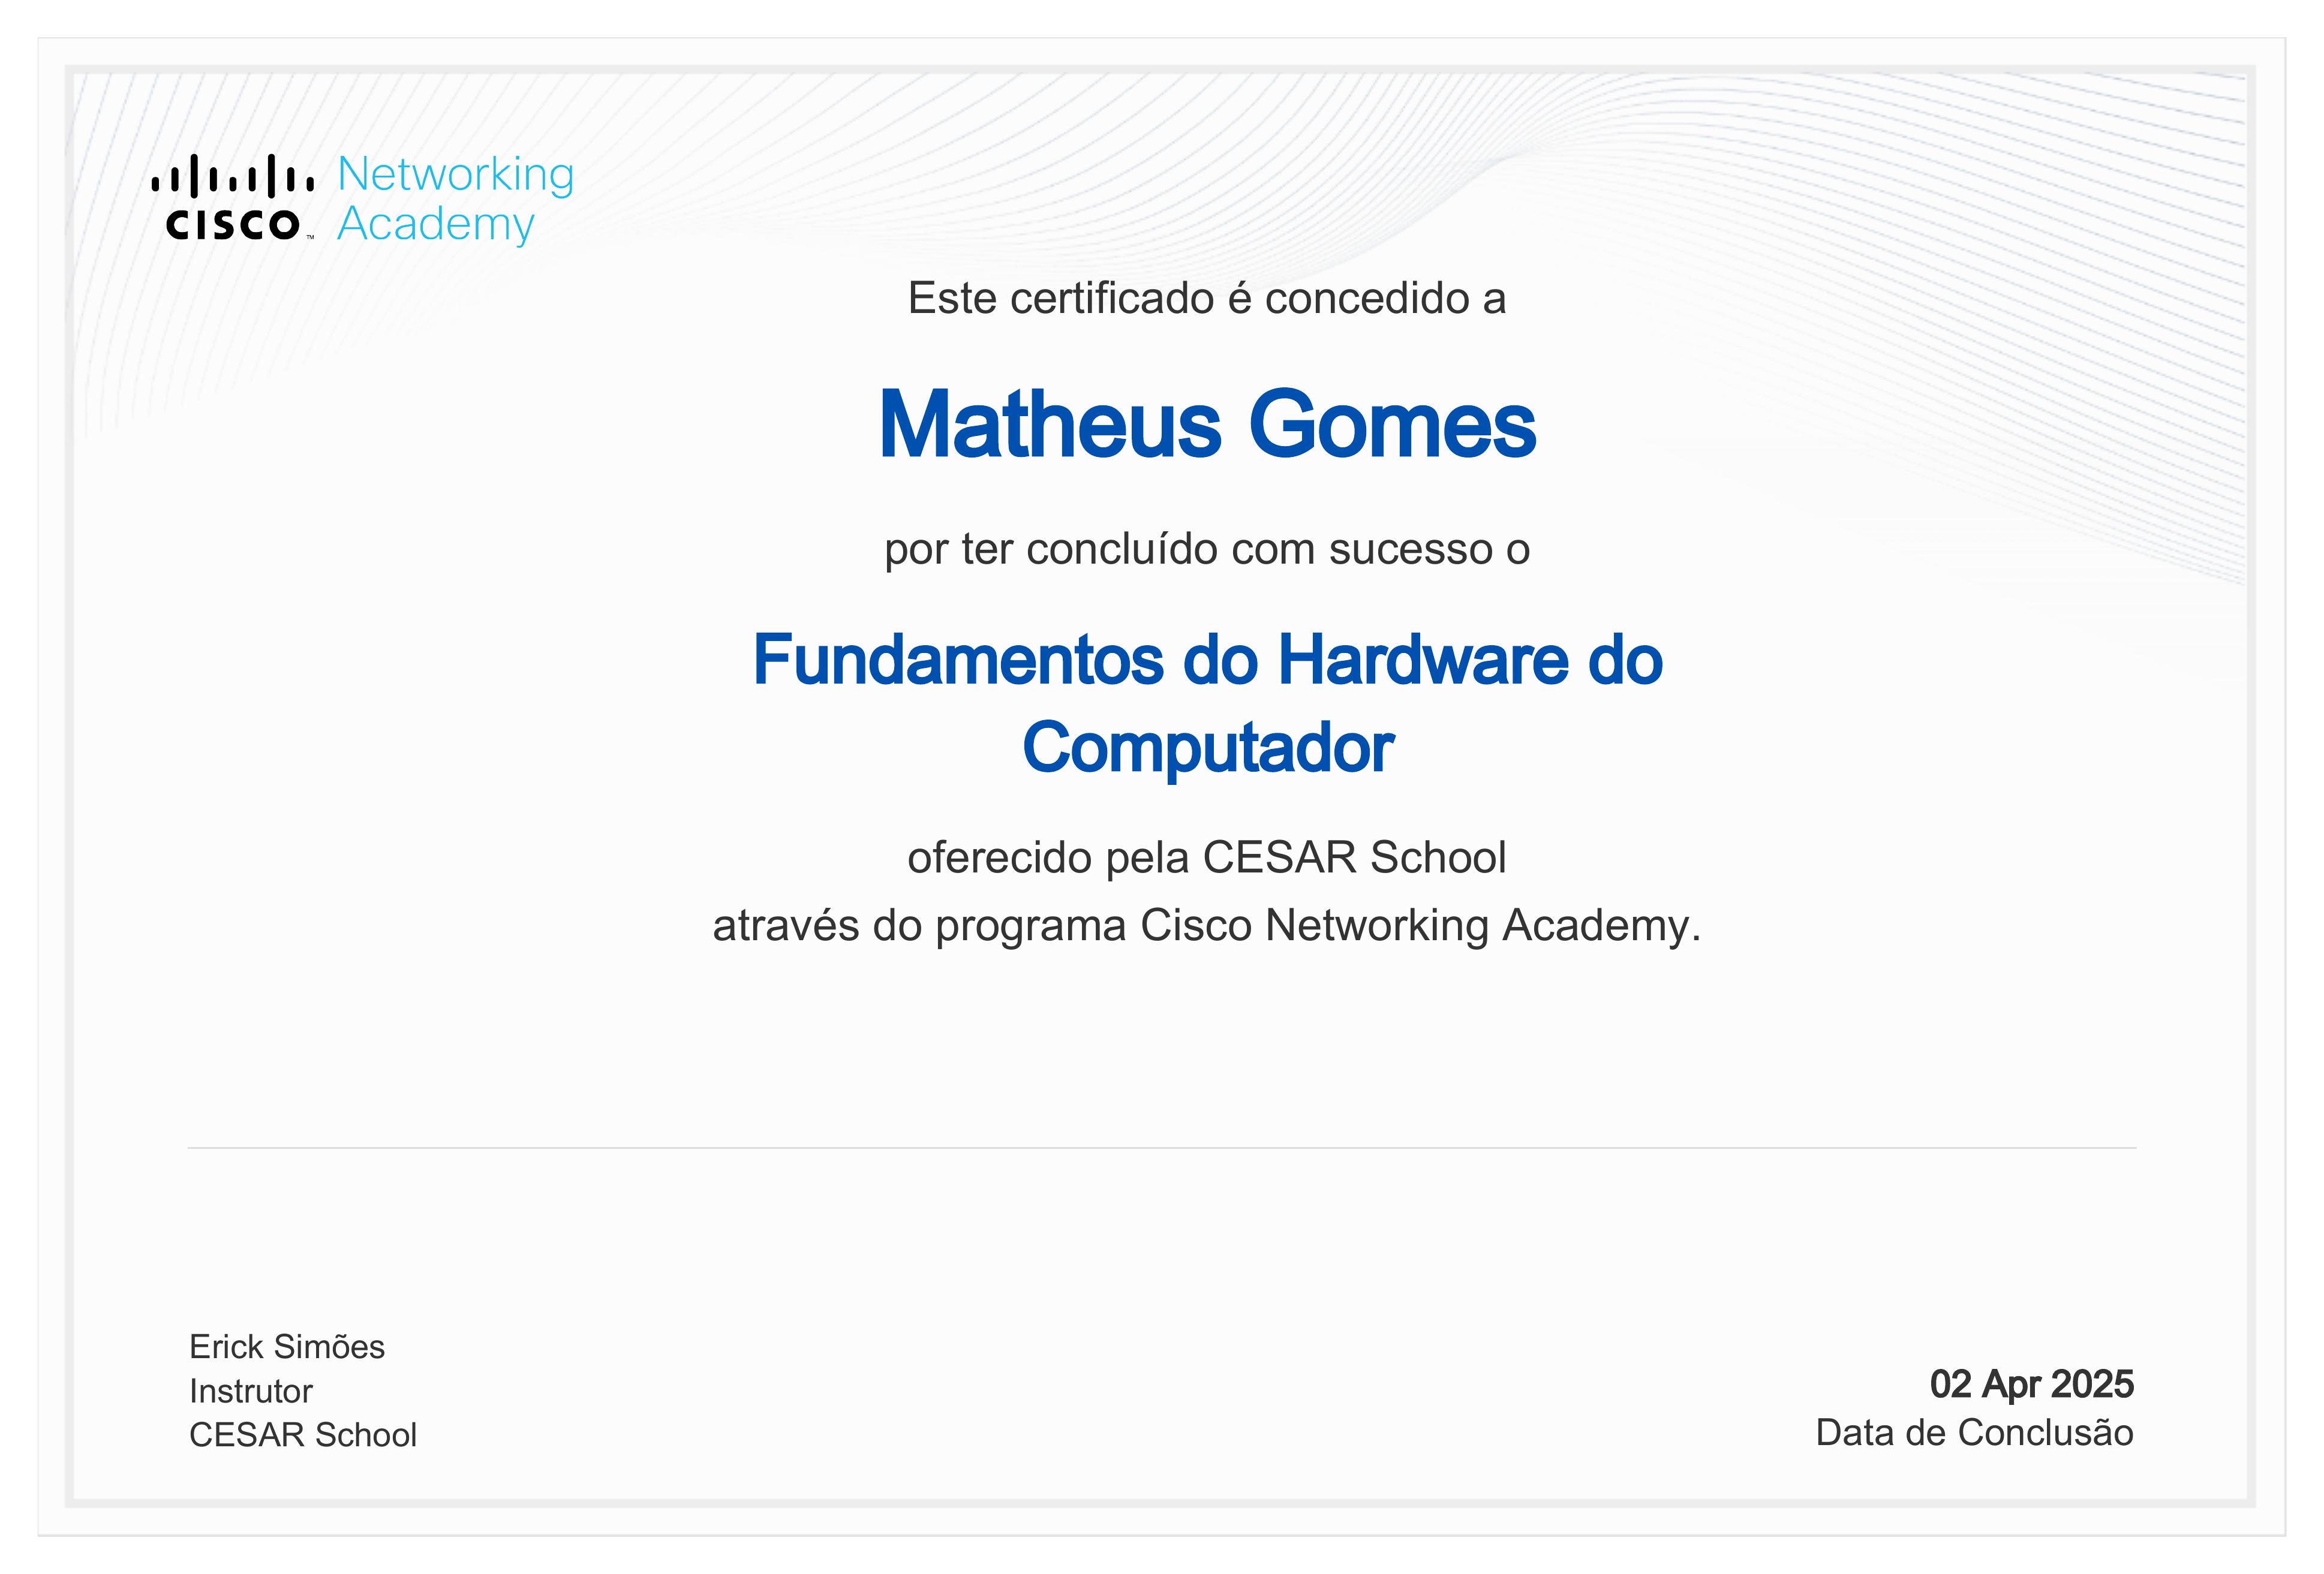 CISCO™
Networking
Academy
Este certificado é concedido a
Matheus Gomes
por ter concluído com sucesso o
Fundamentos do Hardware do
Computador
oferecido pela CESAR School
através do programa Cisco Networking Academy.
Erick Simões
Instrutor
CESAR School
02 Apr 2025
Data de Conclusão